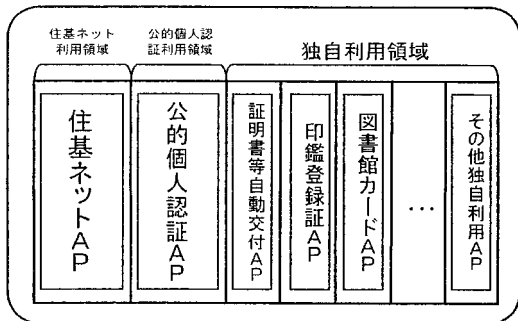 住基ネット
利用領域
公的個人認
証利用領域
独自利用領域
住基ネットAP
公的個人認証AP
証明書等自動交付AP
印鑑登録証AP
図書館カードAP
…
その他独自利用AP